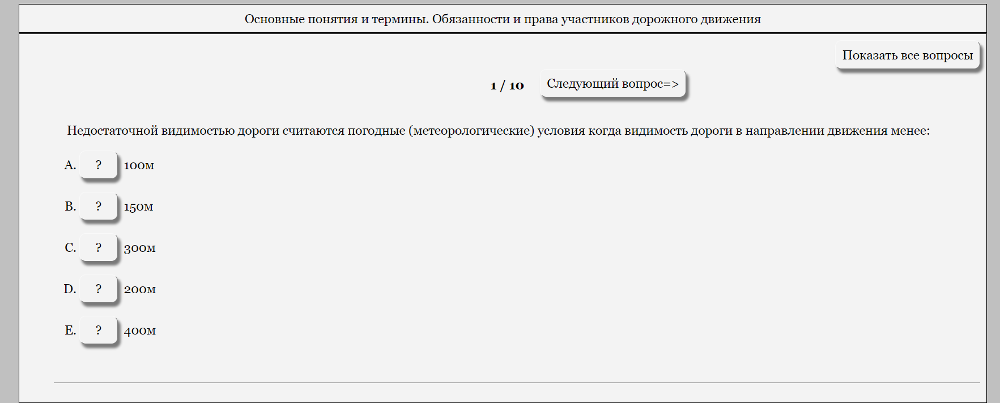 Основные понятия и термины. Обязанности и права участников дорожного движения
Показать все вопросы
1 / 10 Следующий вопрос=>
Недостаточной видимостью дороги считаются погодные (метеорологические) условия когда видимость дороги в направлении движения менее:
A. ? 100м
B. ? 150м
C. ? 300м
D. ? 200м
E. ? 400м